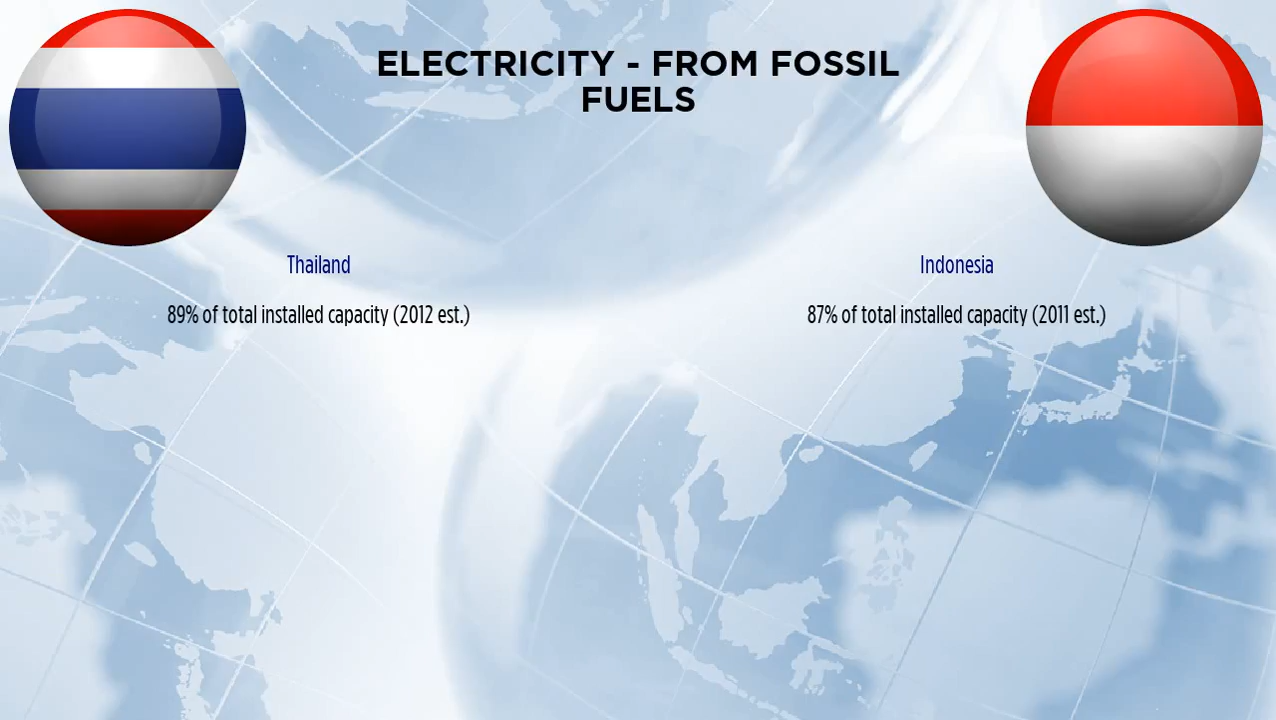 ELECTRICITY - FROM FOSSIL
FUELS
Thailand
89% of total installed capacity (2012 est.)
Indonesia
87% of total installed capacity (2011 est.)